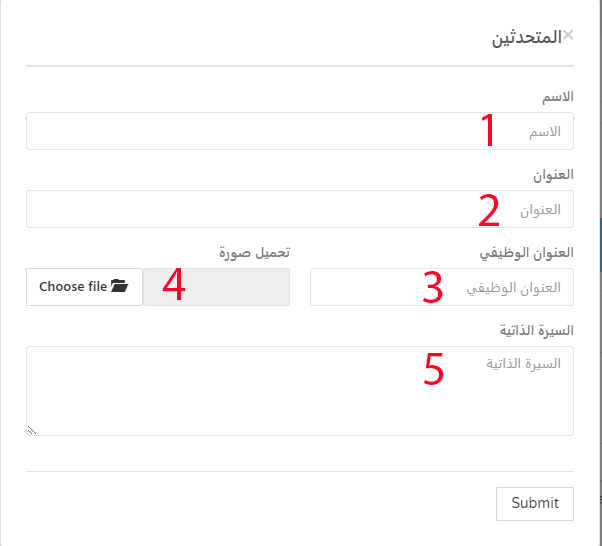 المتحدثين ×
الاسم
الاسم 1
العنوان
العنوان 2
العنوان الوظيفي تحميل صورة
العنوان الوظيفي 3 4 Choose file
السيرة الذاتية
السيرة الذاتية 5
Submit